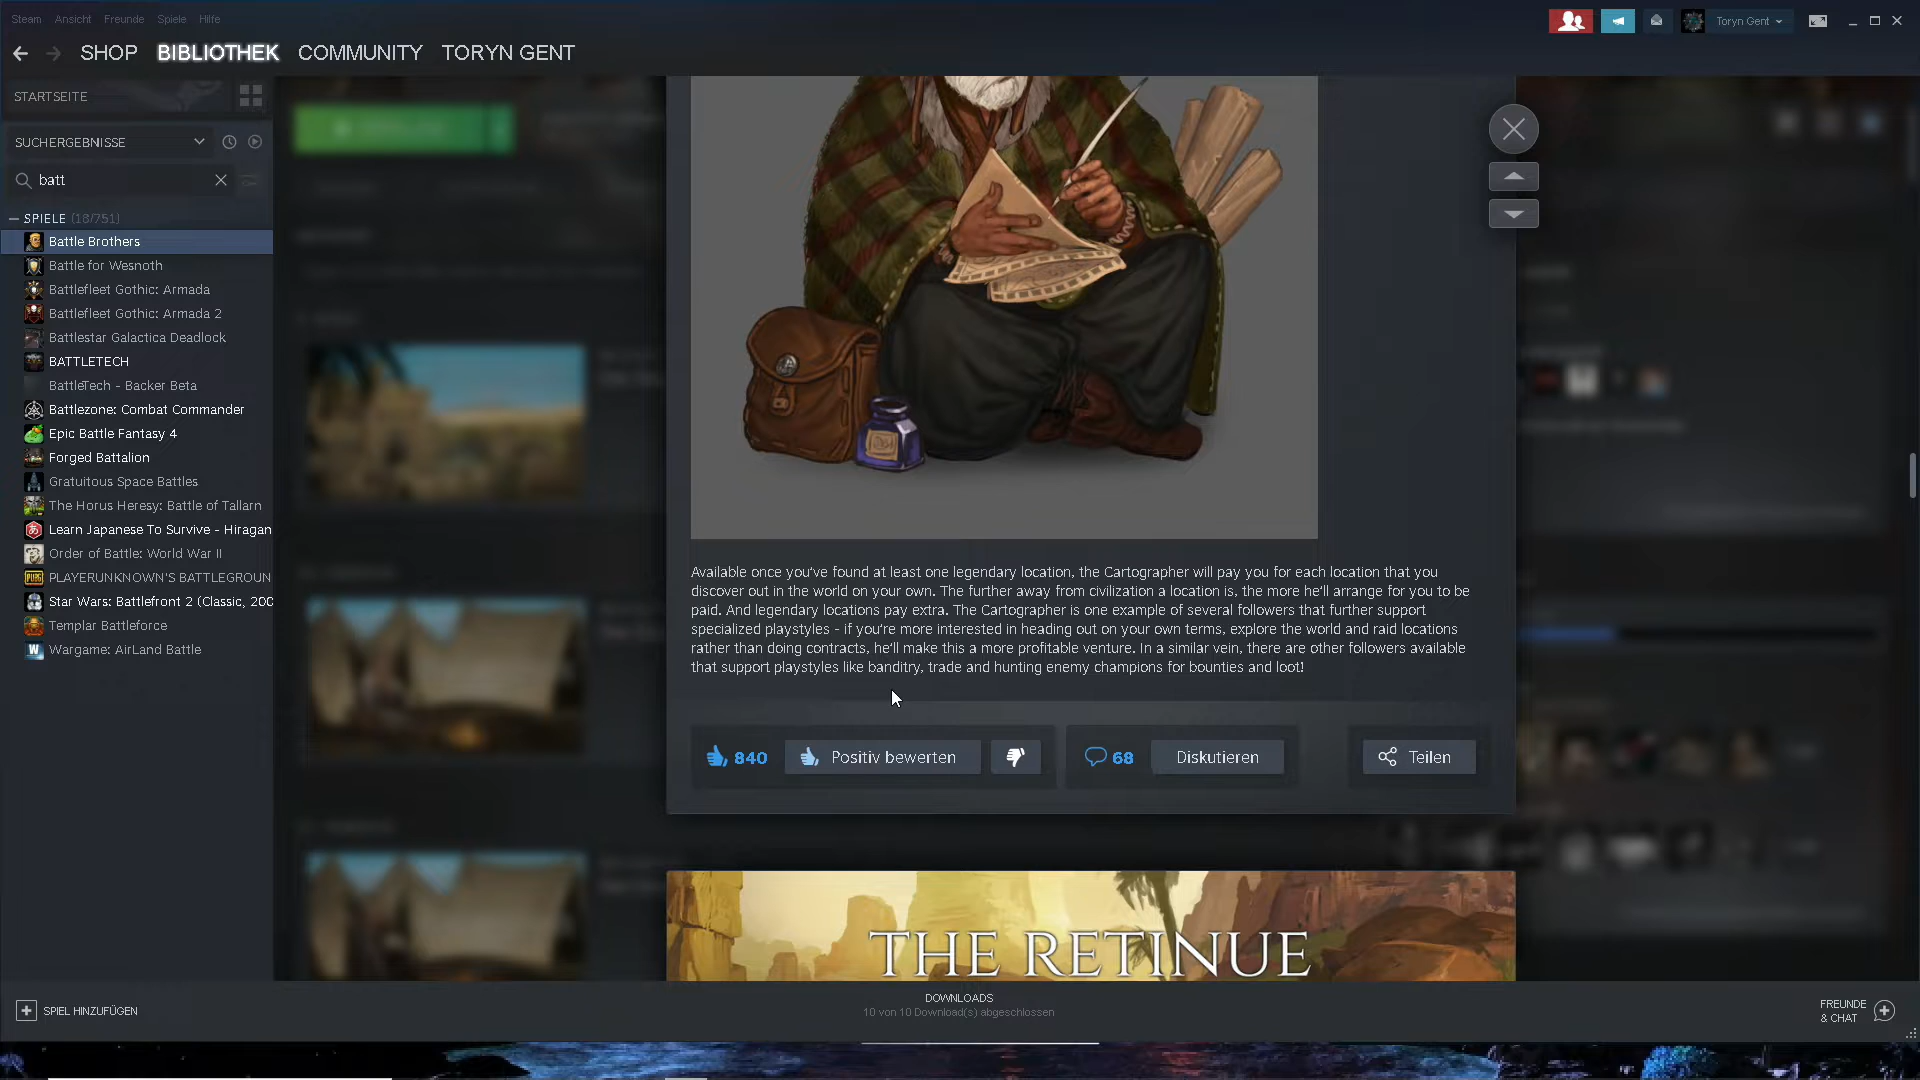 Steam Ansicht Freunde Spiele Hilfe
Toryn Gent
SHOP BIBLIOTHEK COMMUNITY TORYN GENT
STARTSEITE
SUCHERGEBNISSE
batt
SPIELE (18/751)
Battle Brothers
Battle for Wesnoth
Battlefleet Gothic: Armada
Battlefleet Gothic: Armada 2
Battlestar Galactica Deadlock
BATTLETECH
BattleTech - Backer Beta
Battlezone: Combat Commander
Epic Battle Fantasy 4
Forged Battalion
Gratuitous Space Battles
The Horus Heresy: Battle of Tallarn
Learn Japanese To Survive - Hiragan
Order of Battle: World War II
PLAYERUNKNOWN'S BATTLEGROUN
Star Wars: Battlefront 2 (Classic, 200
Templar Battleforce
Wargame: AirLand Battle
Available once you've found at least one legendary location, the Cartographer will pay you for each location that you
discover out in the world on your own. The further away from civilization a location is, the more he'll arrange for you to be
paid. And legendary locations pay extra. The Cartographer is one example of several followers that further support
specialized playstyles - if you're more interested in heading out on your own terms, explore the world and raid locations
rather than doing contracts, he'll make this a more profitable venture. In a similar vein, there are other followers available
that support playstyles like banditry, trade and hunting enemy champions for bounties and loot!
840 Positiv bewerten 68 Diskutieren Teilen
THE RETINUE
SPIEL HINZUFÜGEN
DOWNLOADS
10 von 10 Download(s) abgeschlossen
FREUNDE
& CHAT